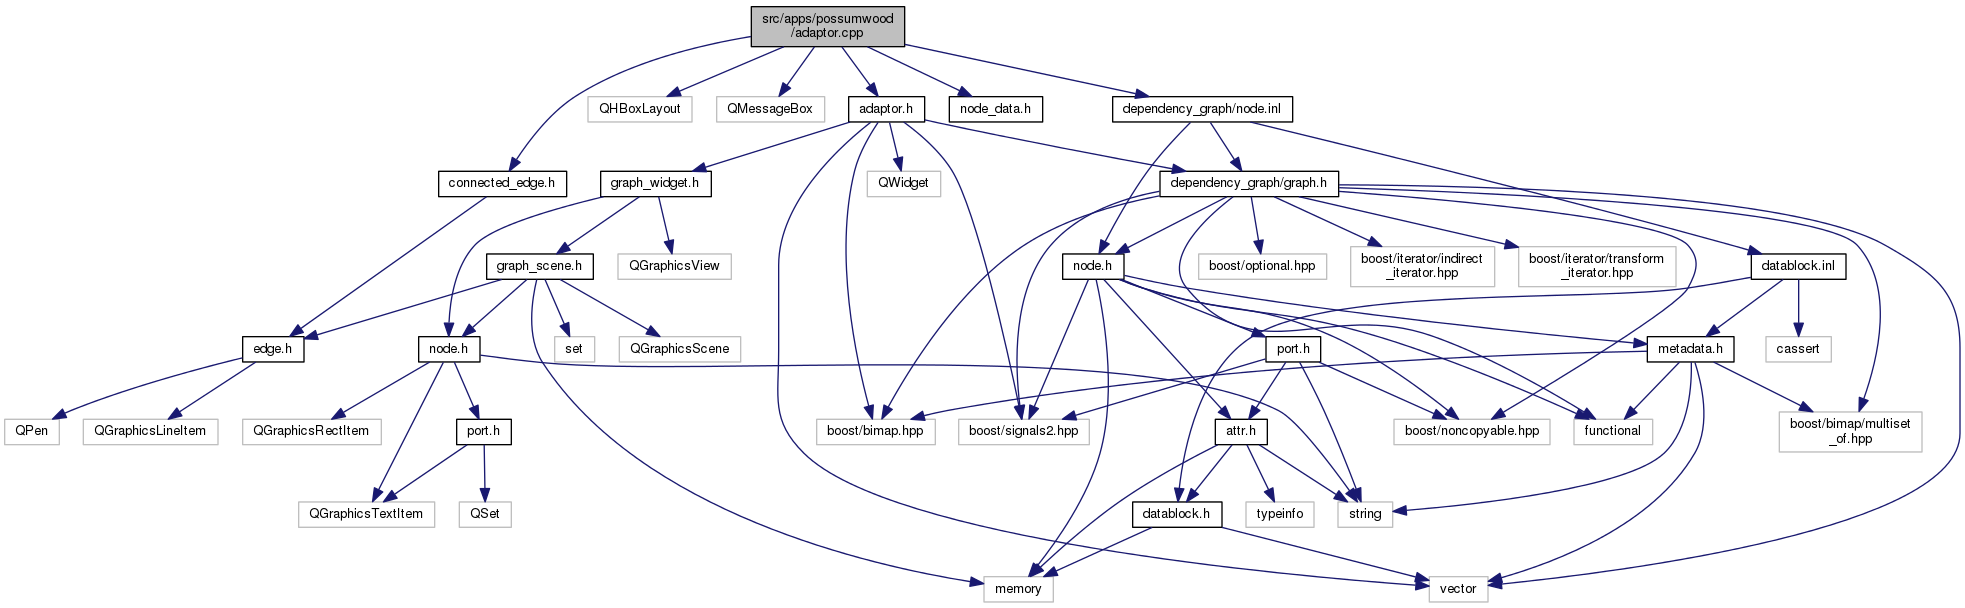 src/apps/possumwood
/adaptor.cpp
QHBoxLayout
QMessageBox
adaptor.h
node_data.h
dependency_graph/node.inl
connected_edge.h
graph_widget.h
QWidget
dependency_graph/graph.h
graph_scene.h
QGraphicsView
node.h
boost/optional.hpp
boost/iterator/indirect
_iterator.hpp
boost/iterator/transform
_iterator.hpp
datablock.inl
edge.h
node.h
set
QGraphicsScene
port.h
metadata.h
cassert
QPen
QGraphicsLineItem
QGraphicsRectItem
port.h
boost/bimap.hpp
boost/signals2.hpp
attr.h
boost/noncopyable.hpp
functional
boost/bimap/multiset
_of.hpp
QGraphicsTextItem
QSet
datablock.h
typeinfo
string
memory
vector